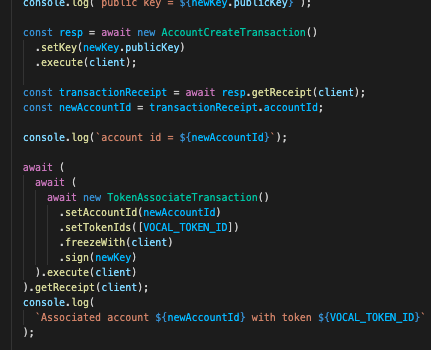 console.log(`public key = ${newKey.publicKey}`);
const resp = await new AccountCreateTransaction()
.setKey(newKey.publicKey)
.execute(client);
const transactionReceipt = await resp.getReceipt(client);
const newAccountId = transactionReceipt.accountId;
console.log(`account id = ${newAccountId}`);
await (
await (
await new TokenAssociateTransaction()
.setAccountId(newAccountId)
.setTokenIds([VOCAL_TOKEN_ID])
.freezeWith(client)
.sign(newKey)
).execute(client)
).getReceipt(client);
console.log(
`Associated account ${newAccountId} with token ${VOCAL_TOKEN_ID}`
);